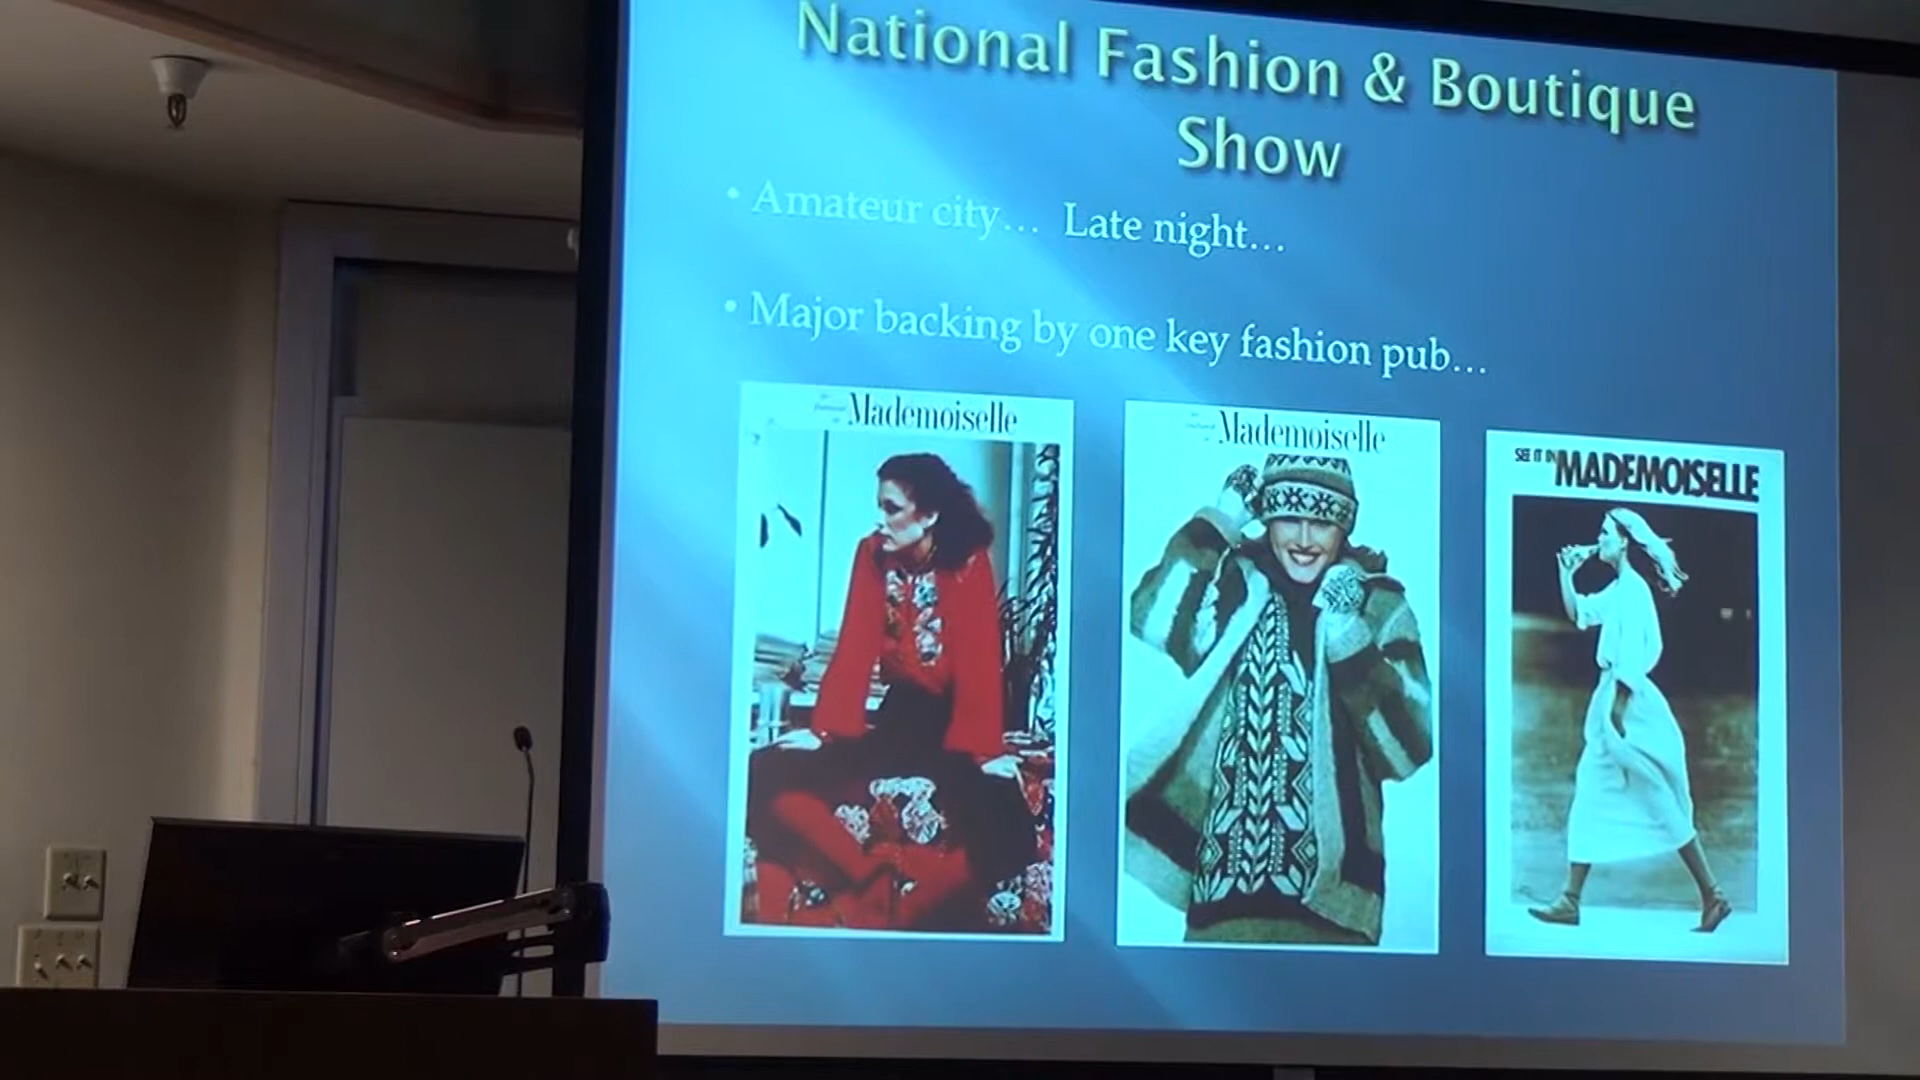 National Fashion & Boutique
Show
• Amateur city… Late night…
• Major backing by one key fashion pub…
Mademoiselle
Mademoiselle
SEE IT IN MADEMOISELLE